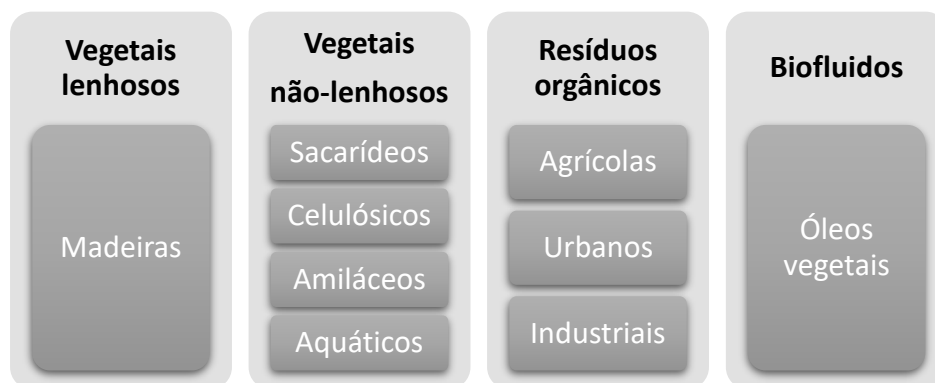 Vegetais
lenhosos
Madeiras
Vegetais
não-lenhosos
Sacarídeos
Celulósicos
Amiláceos
Aquáticos
Resíduos
orgânicos
Agrícolas
Urbanos
Industriais
Biofluidos
Óleos
vegetais